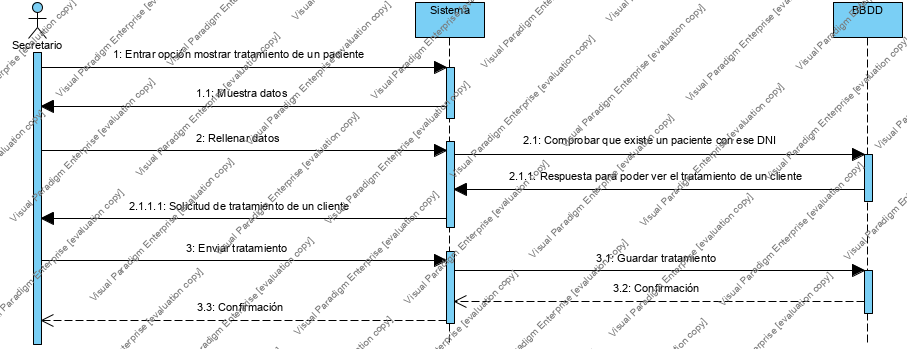 Sistema
BBDD
Secretario
1: Entrar opción mostrar tratamiento de un paciente
1.1: Muestra datos
2: Rellenar datos
2.1: Comprobar que existe un paciente con ese DNI
2.1.1: Respuesta para poder ver el tratamiento de un cliente
2.1.1.1: Solicitud de tratamiento de un cliente
3: Enviar tratamiento
3.1: Guardar tratamiento
3.2: Confirmación
3.3: Confirmación
Visual Paradigm Enterprise [evaluation copy]